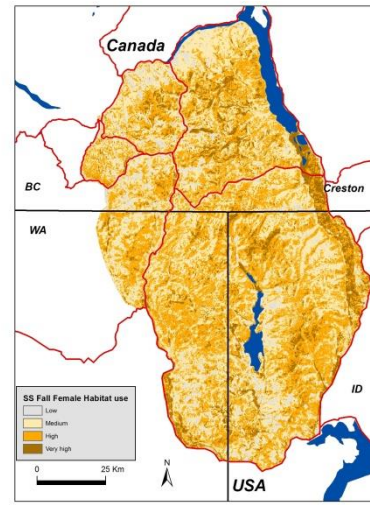 Canada
BC
Creston
WA
ID
SS Fall Female Habitat use
Low
Medium
High
Very high
0 25 Km
N
USA